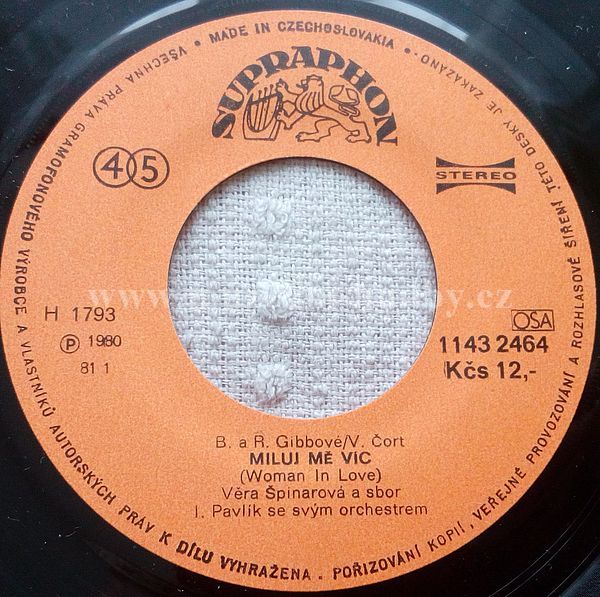 VŠECHNA PRÁVA GRAMOFONOVÉHO VÝROBCE A VLASTNÍKŮ AUTORSKÝCH PRÁV K DÍLU VYHRAŽENA • POŘIZOVÁNÍ KOPIÍ, VEŘEJNÉ PROVOZOVÁNÍ A ROZHLASOVÉ ŠÍŘENÍ TÉTO DESKY JE ZAKÁZÁNO • MADE IN CZECHOSLOVAKIA •
SUPRAPHON
45
STEREO
H 1793
Ⓟ 1980
81 1
OSA
1143 2464
Kčs 12,-
B. a R. Gibbové/V. Čort
MILUJ MĚ VÍC
(Woman In Love)
Věra Špinarová a sbor
I. Pavlík se svým orchestrem